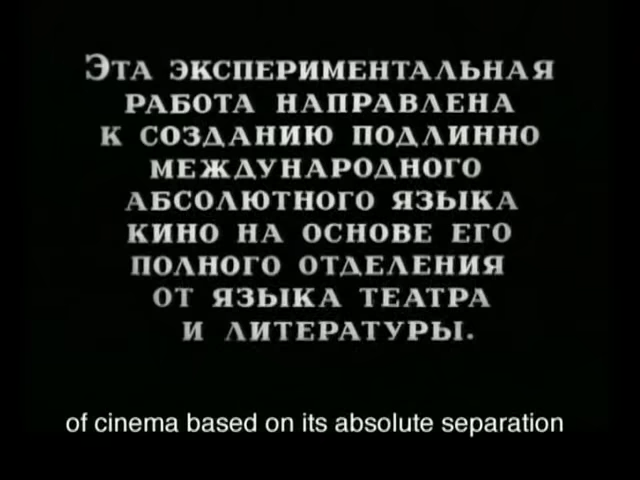 Эта экспериментальная
работа направлена
к созданию подлинно
международного
абсолютного языка
кино на основе его
полного отделения
от языка театра
и литературы.
of cinema based on its absolute separation